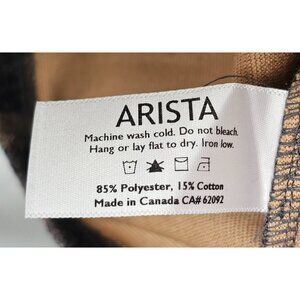 ARISTA
Machine wash cold. Do not bleach.
Hang or lay flat to dry. Iron low.
85% Polyester, 15% Cotton
Made in Canada CA# 62092